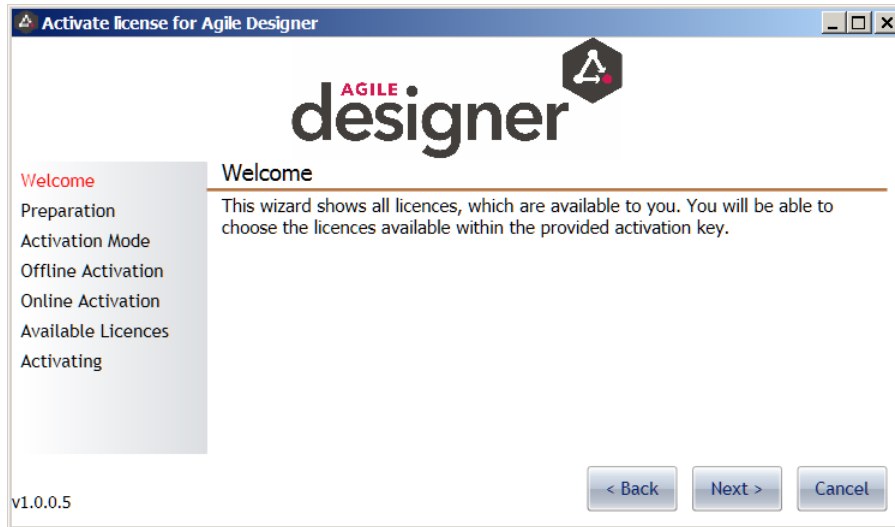 Activate license for Agile Designer
AGILE
designer
Welcome
Preparation
Activation Mode
Offline Activation
Online Activation
Available Licences
Activating
Welcome
This wizard shows all licences, which are available to you. You will be able to
choose the licences available within the provided activation key.
v1.0.0.5
< Back
Next >
Cancel